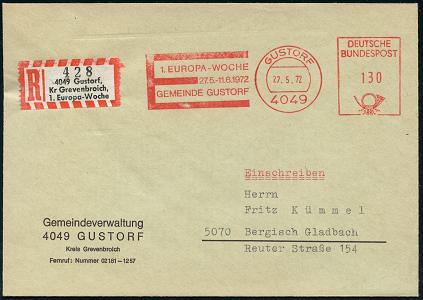 R
428
4049 Gustorf,
Kr Grevenbroich,
1. Europa-Woche
1. EUROPA-WOCHE
27.5.-11.6.1972
GEMEINDE GUSTORF
GUSTORF
27.5.72
4049
DEUTSCHE
BUNDESPOST
130
Einschreiben
Herrn
Fritz Kümmel
5070 Bergisch Gladbach
Reuter Straße 154
Gemeindeverwaltung
4049 GUSTORF
Kreis Grevenbroich
Fernruf: Nummer 02181-1257